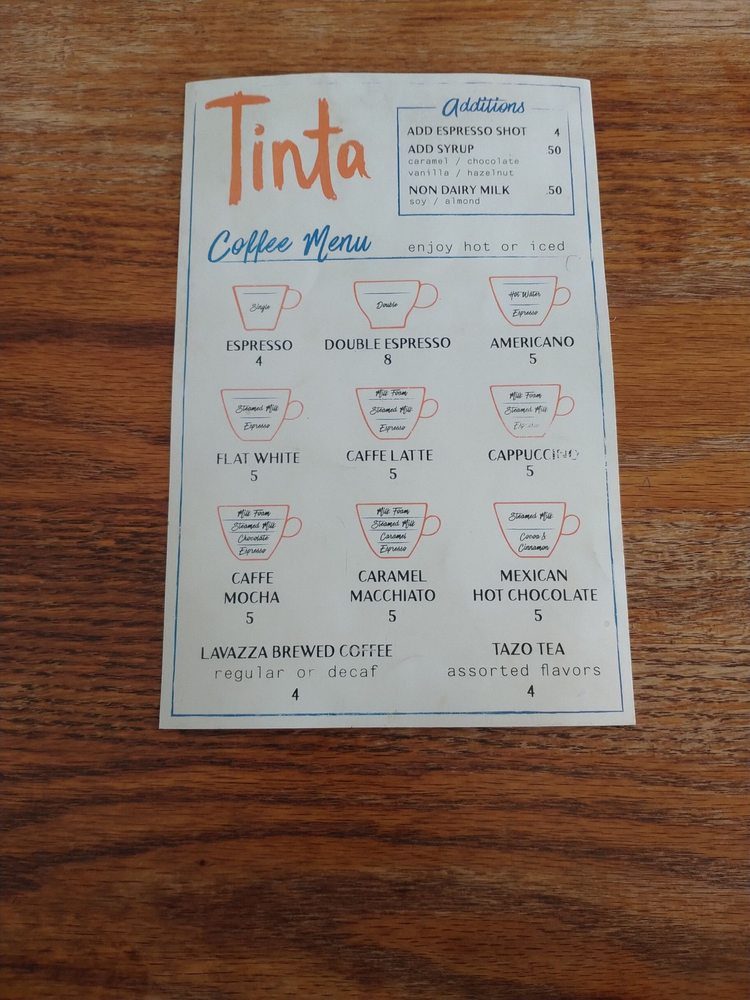 Tinta
Additions
ADD ESPRESSO SHOT 4
ADD SYRUP .50
caramel / chocolate
vanilla / hazelnut
NON DAIRY MILK .50
soy / almond
Coffee Menu enjoy hot or iced
Single
ESPRESSO
4
Double
DOUBLE ESPRESSO
8
Hot Water
Espresso
AMERICANO
5
Steamed Milk
Espresso
FLAT WHITE
5
Milk Foam
Steamed Milk
Espresso
CAFFE LATTE
5
Milk Foam
Steamed Milk
Espresso
CAPPUCCINO
5
Milk Foam
Steamed Milk
Chocolate
Espresso
CAFFE
MOCHA
5
Milk Foam
Steamed Milk
Caramel
Espresso
CARAMEL
MACCHIATO
5
Steamed Milk
Cocoa &
Cinnamon
MEXICAN
HOT CHOCOLATE
5
LAVAZZA BREWED COFFEE
regular or decaf
4
TAZO TEA
assorted flavors
4